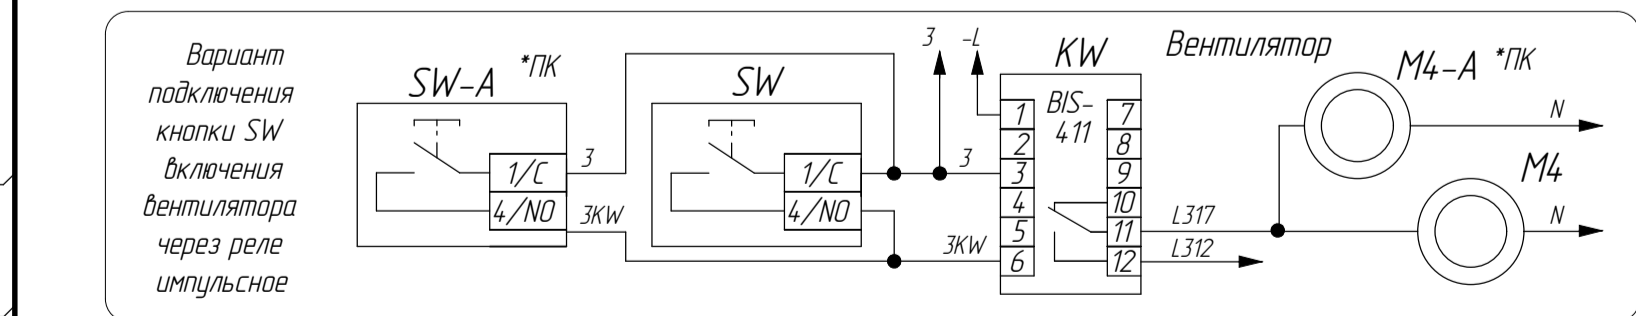 Вариант
подключения
кнопки SW
включения
вентилятора
через реле
импульсное
SW-A *ПК
1/C
4/NO
3
3KW
SW
1/C
4/NO
3 -L
3
3KW
KW
BIS-
411
1
2
3
4
5
6
7
8
9
10
11
12
L317
L312
Вентилятор
M4-A *ПК
N
M4
N